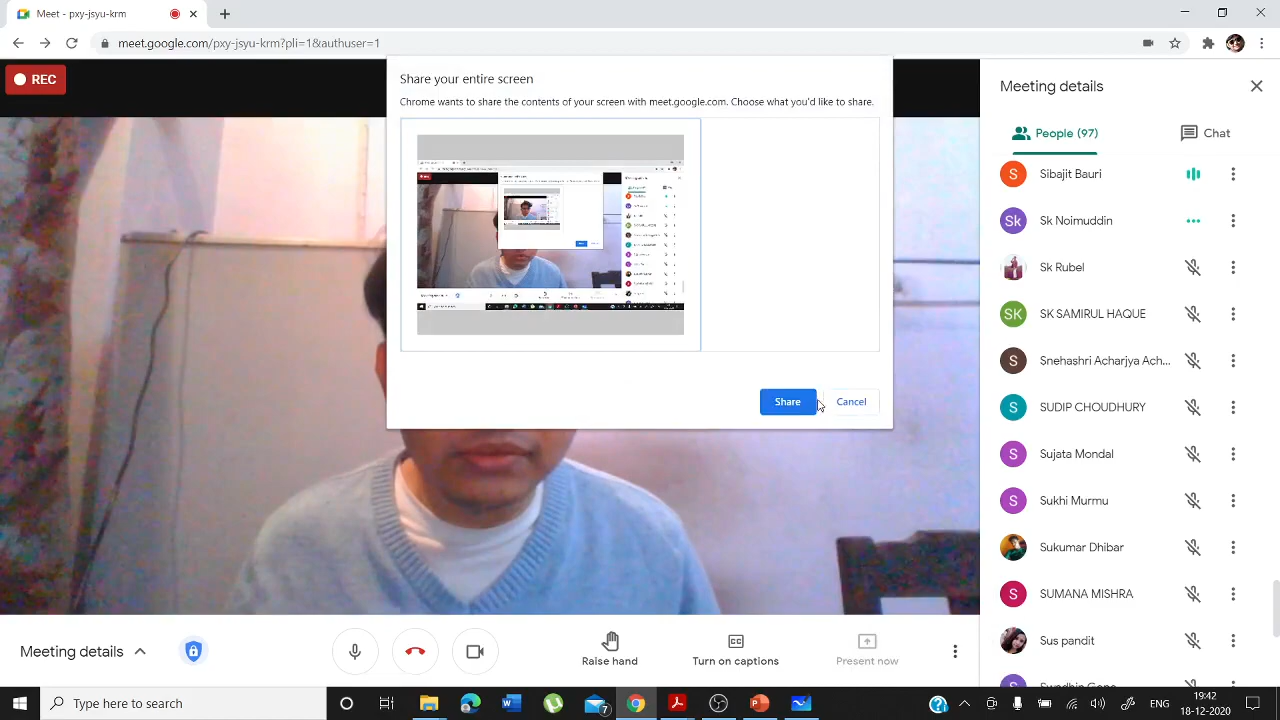 Meet - pxy-jsyu-krm
meet.google.com/pxy-jsyu-krm?pli=1&authuser=1
REC
Share your entire screen
Chrome wants to share the contents of your screen with meet.google.com. Choose what you'd like to share.
Share
Cancel
Meeting details
People (97)
Chat
S
Sibajit Bauri
Sk
Sk Noimuddin
Sk Rubel
SK
SK SAMIRUL HAQUE
S
Snehashri Acharjya Ach...
S
SUDIP CHOUDHURY
S
Sujata Mondal
S
Sukhi Murmu
Sukumar Dhibar
S
SUMANA MISHRA
Sus pandit
Meeting details
Raise hand
CC
Turn on captions
Present now
Type here to search
7
ENG
19:42
18-12-2020